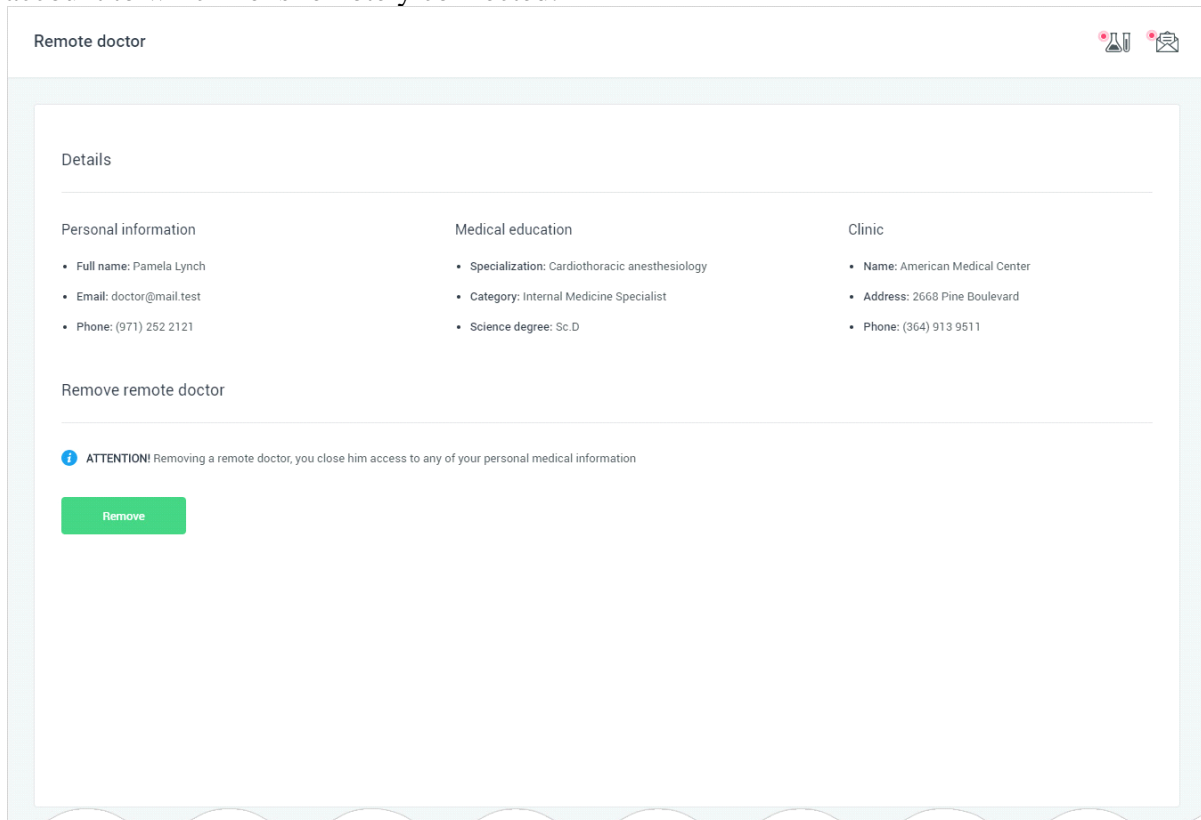 Remote doctor
Details
Personal information
Full name: Pamela Lynch
Email: doctor@mail.test
Phone: (971) 252 2121
Medical education
Specialization: Cardiothoracic anesthesiology
Category: Internal Medicine Specialist
Science degree: Sc.D
Clinic
Name: American Medical Center
Address: 2668 Pine Boulevard
Phone: (364) 913 9511
Remove remote doctor
ATTENTION! Removing a remote doctor, you close him access to any of your personal medical information
Remove